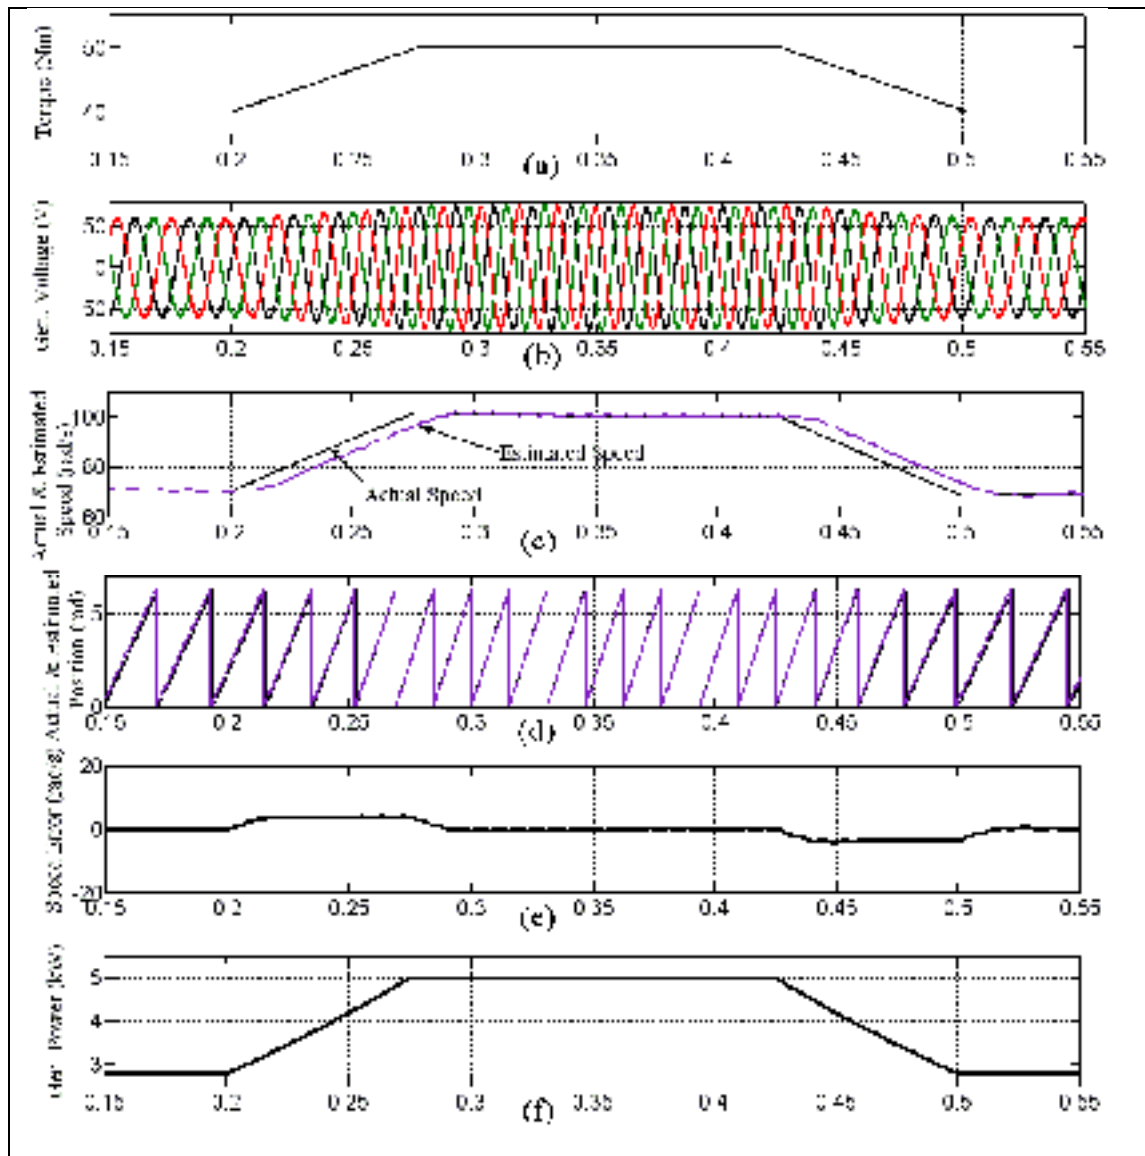 Torque (Nm)
0.15 0.2 0.25 0.3 0.35 0.4 0.45 0.5 0.55
(a)
Gen. Voltage (V)
50
0
50
0.15 0.2 0.25 0.3 0.35 0.4 0.45 0.5 0.55
(b)
Actual & Estimated
Speed (rad/s)
100
80
60
Estimated Speed
Actual Speed
0.15 0.2 0.25 0.3 0.35 0.4 0.45 0.5 0.55
(c)
Actual & Estimated
Position (rad)
5
0
0.15 0.2 0.25 0.3 0.35 0.4 0.45 0.5 0.55
(d)
Speed Error (rad/s)
20
0
-20
0.15 0.2 0.25 0.3 0.35 0.4 0.45 0.5 0.55
(e)
Gen. Power (kW)
5
4
3
0.15 0.2 0.25 0.3 0.35 0.4 0.45 0.5 0.55
(f)